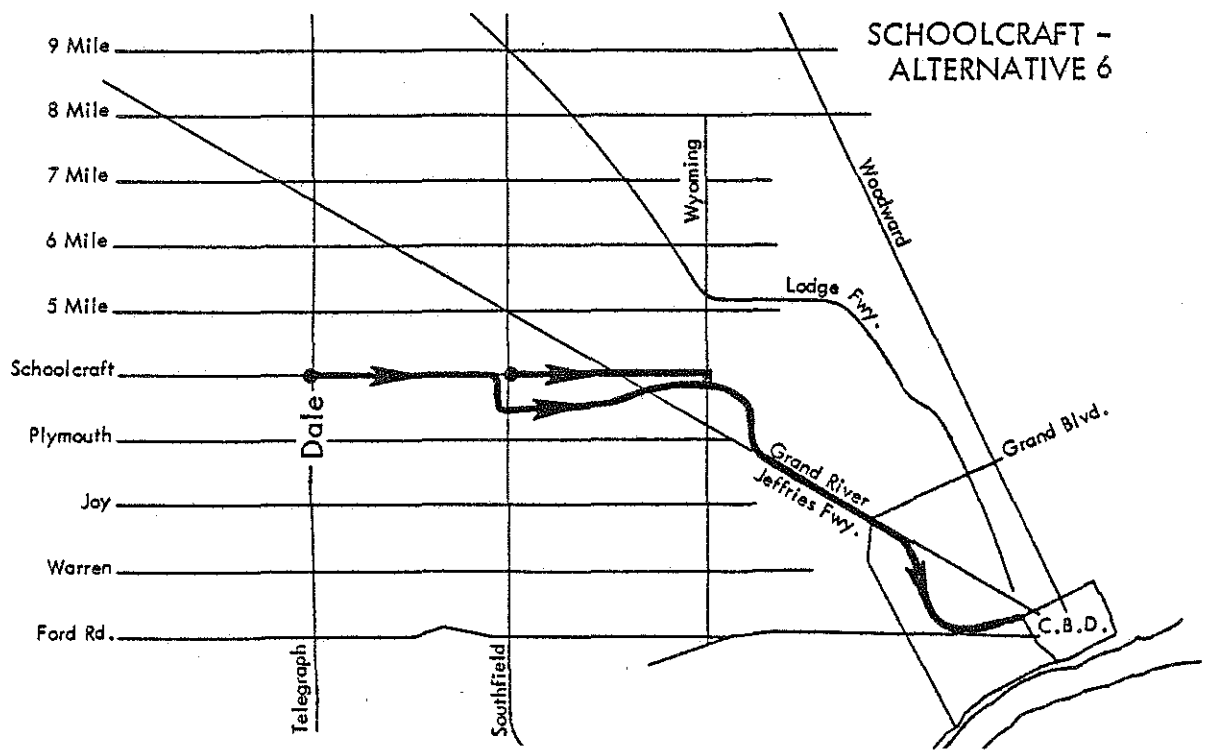 SCHOOLCRAFT -
ALTERNATIVE 6
9 Mile
8 Mile
7 Mile
6 Mile
5 Mile
Schoolcraft
Plymouth
Joy
Warren
Ford Rd.
Wyoming
Woodward
Lodge Fwy.
Dale
Grand Blvd.
Grand River
Jeffries Fwy.
C.B.D.
Telegraph
Southfield